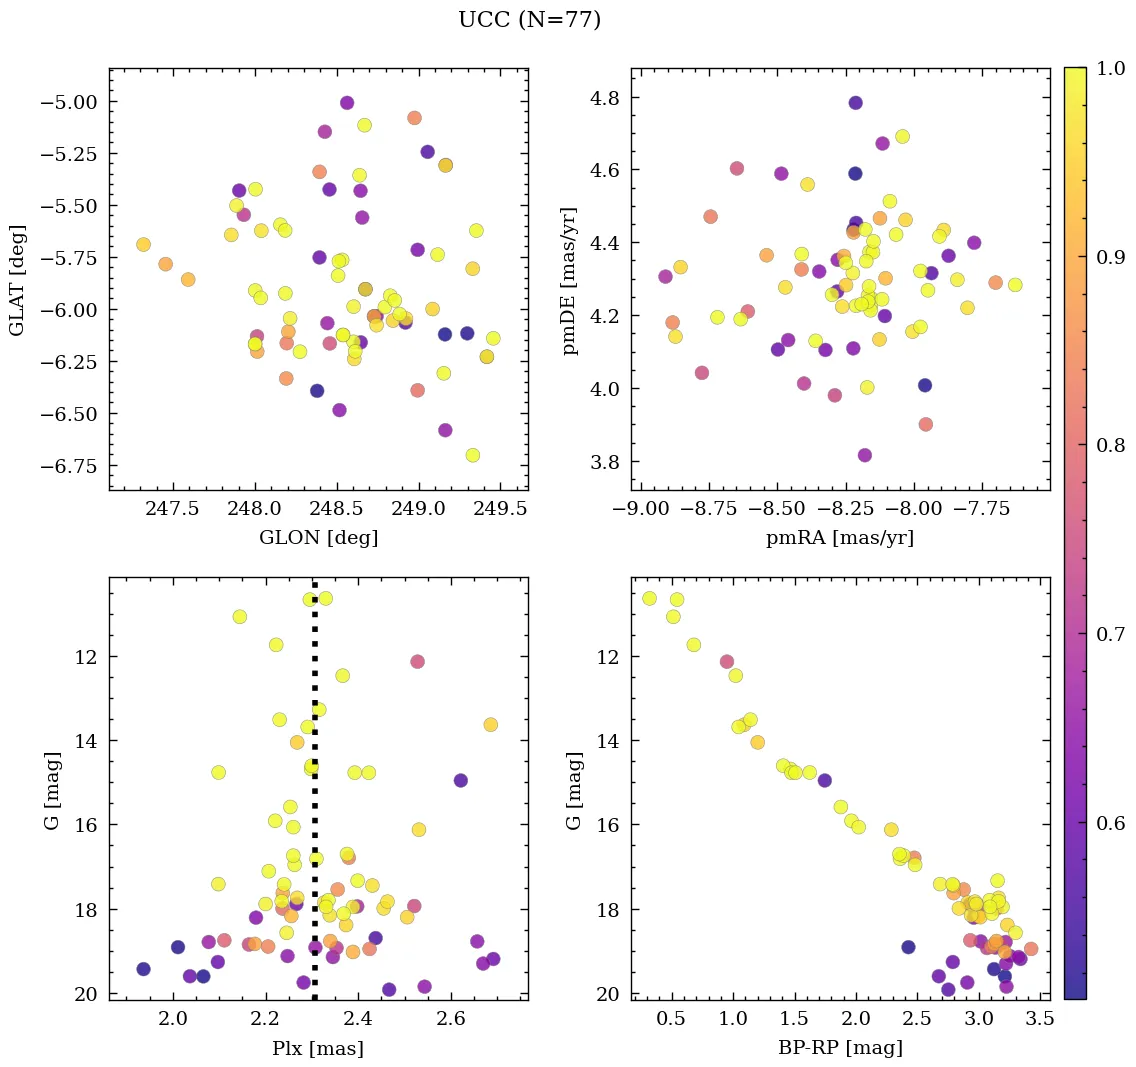 UCC (N=77)
−5.00
−5.25
−5.50
−5.75
−6.00
−6.25
−6.50
−6.75
GLAT [deg]
247.5 248.0 248.5 249.0 249.5
GLON [deg]
4.8
4.6
4.4
4.2
4.0
3.8
pmDE [mas/yr]
−9.00 −8.75 −8.50 −8.25 −8.00 −7.75
pmRA [mas/yr]
12
14
16
18
20
G [mag]
2.0 2.2 2.4 2.6
Plx [mas]
12
14
16
18
20
G [mag]
0.5 1.0 1.5 2.0 2.5 3.0 3.5
BP-RP [mag]
1.0
0.9
0.8
0.7
0.6